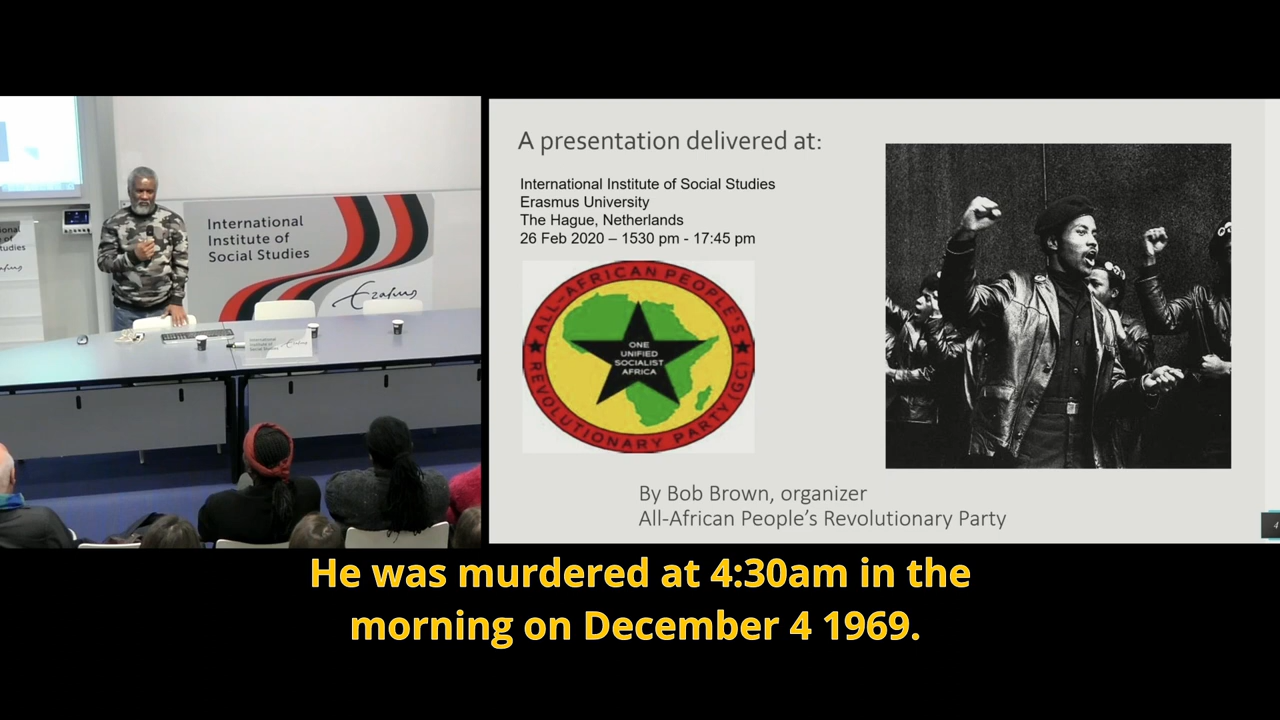 International
Institute of
Social Studies
Erasmus
A presentation delivered at:
International Institute of Social Studies
Erasmus University
The Hague, Netherlands
26 Feb 2020 – 1530 pm - 17:45 pm
ALL-AFRICAN PEOPLE'S
REVOLUTIONARY PARTY (GC)
ONE
UNIFIED
SOCIALIST
AFRICA
By Bob Brown, organizer
All-African People’s Revolutionary Party
4
He was murdered at 4:30am in the
morning on December 4 1969.